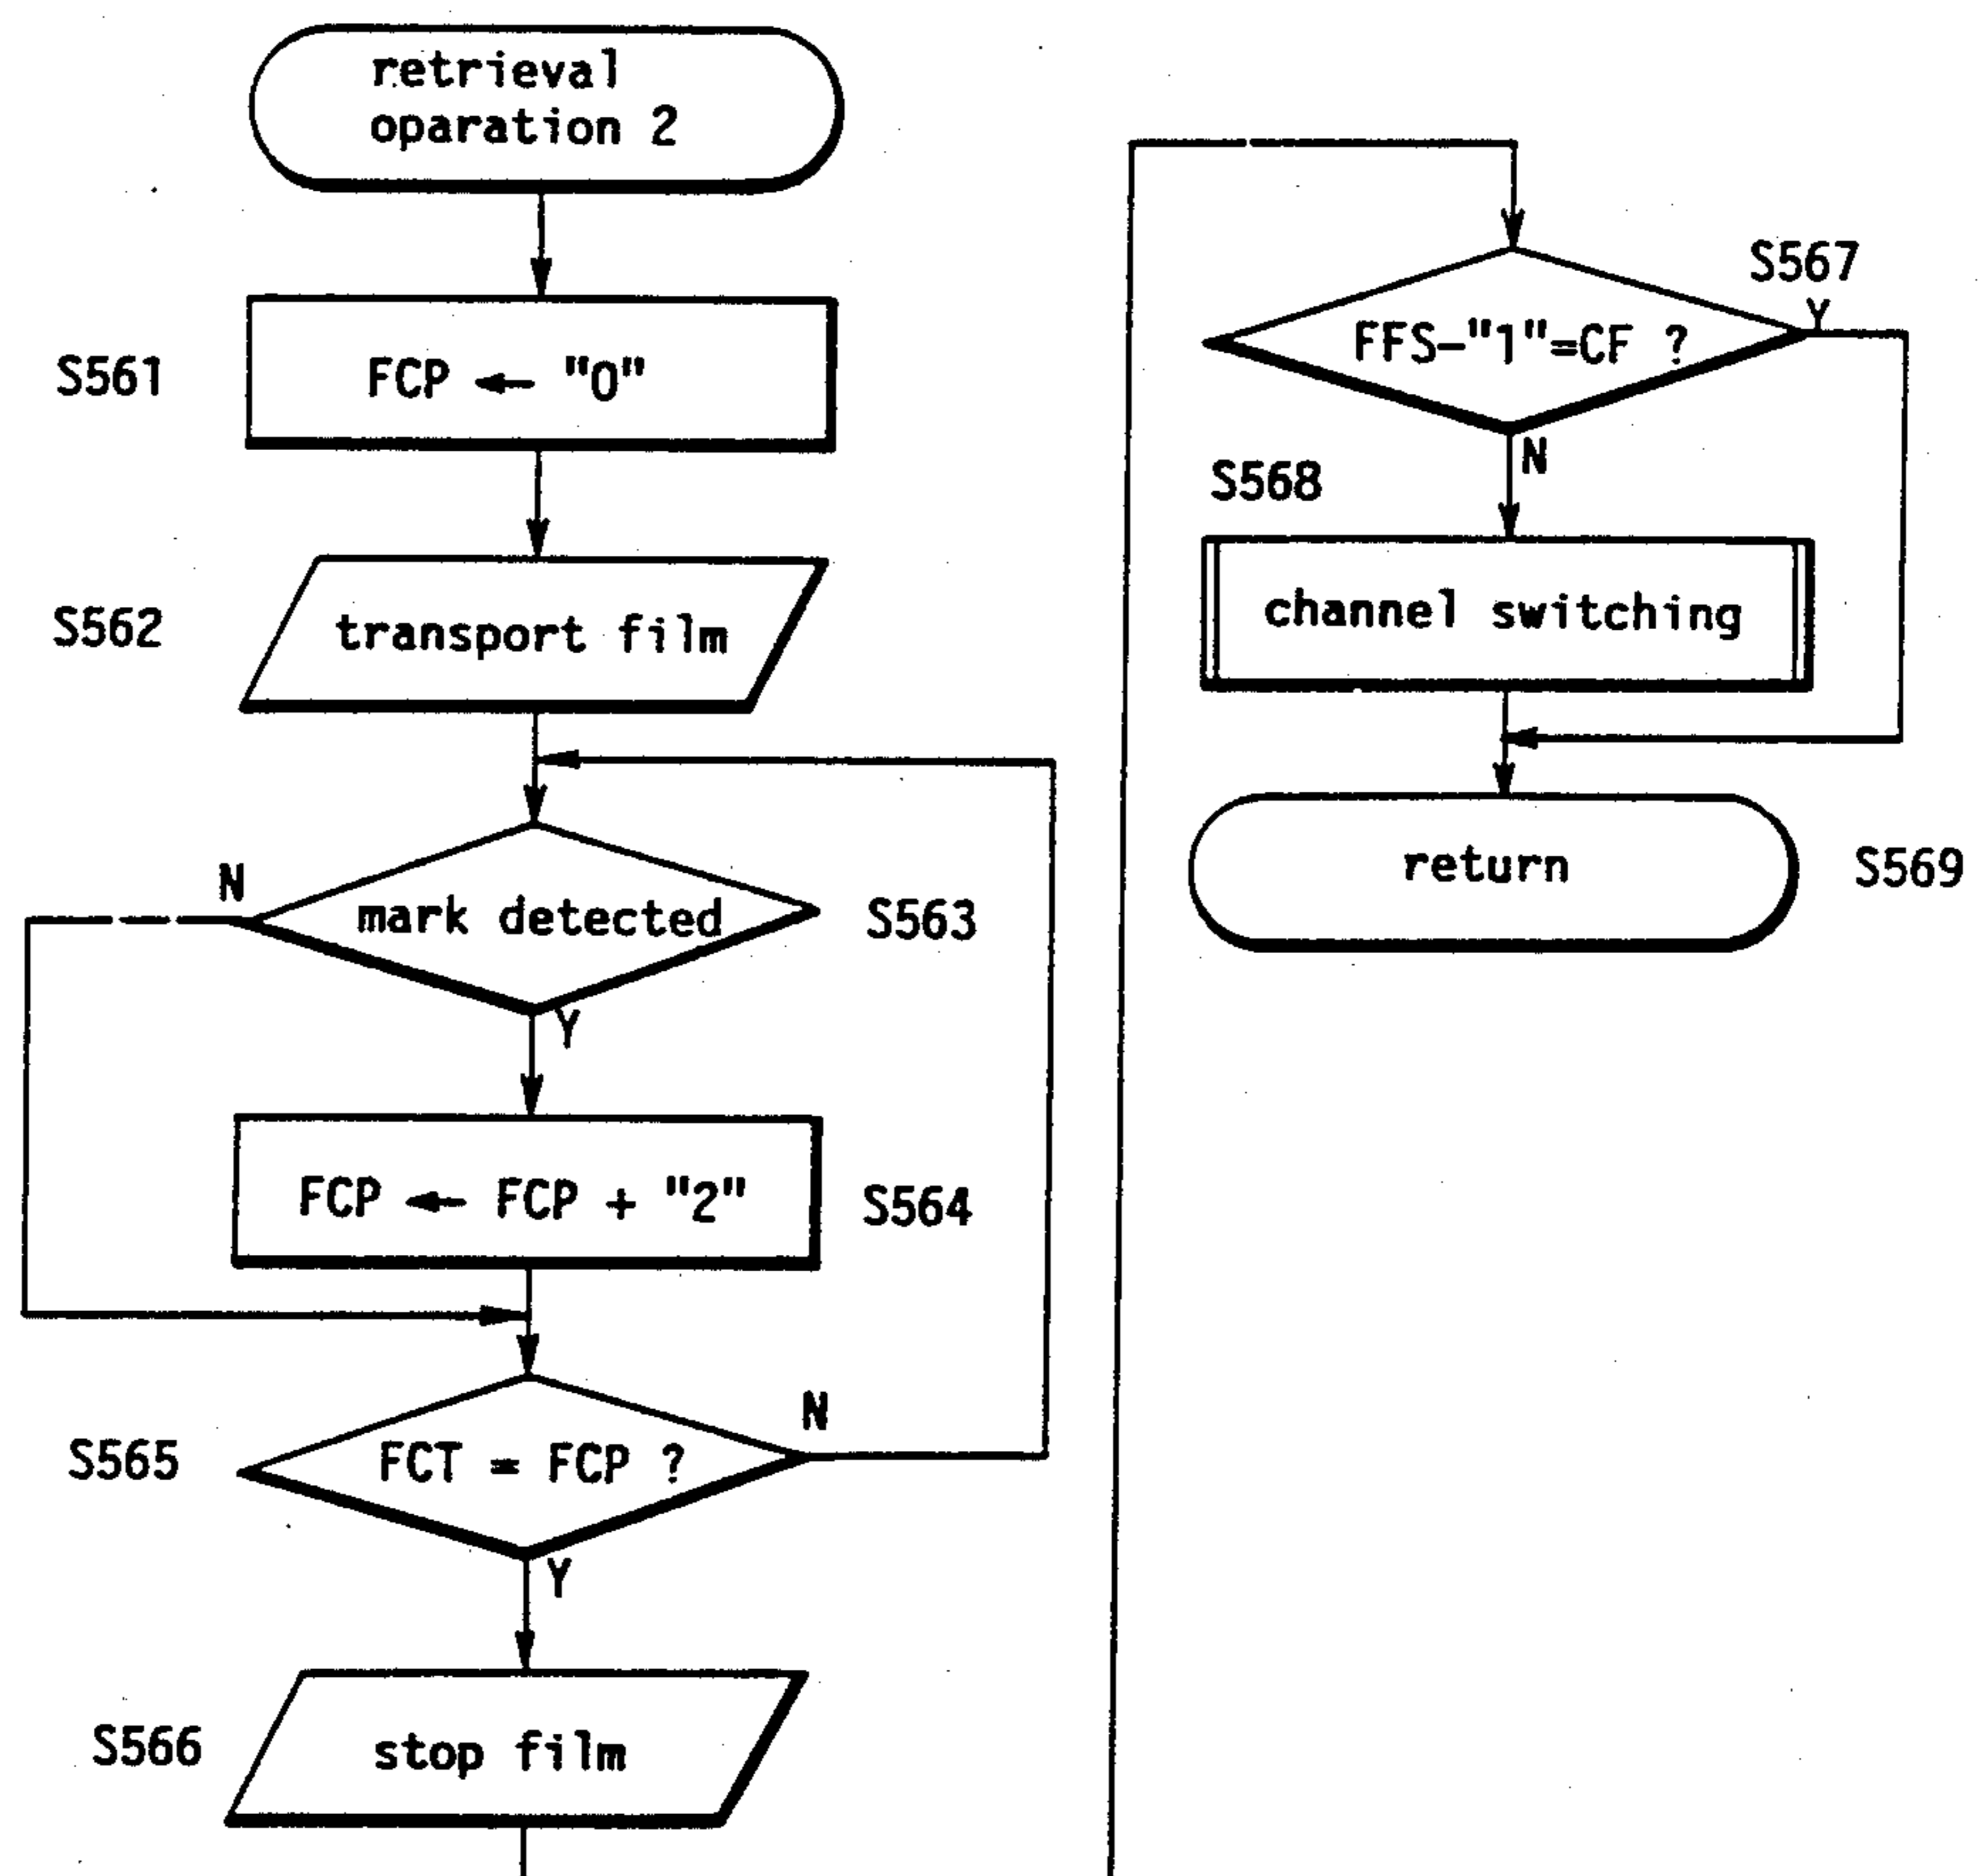 retrieval
oparation 2
S561
FCP ← "0"
S562
transport film
N
mark detected
S563
Y
FCP ← FCP + "2"
S564
N
S565
FCT = FCP ?
Y
S566
stop film
S567
Y
FFS-"1"=CF ?
N
S568
channel switching
return
S569